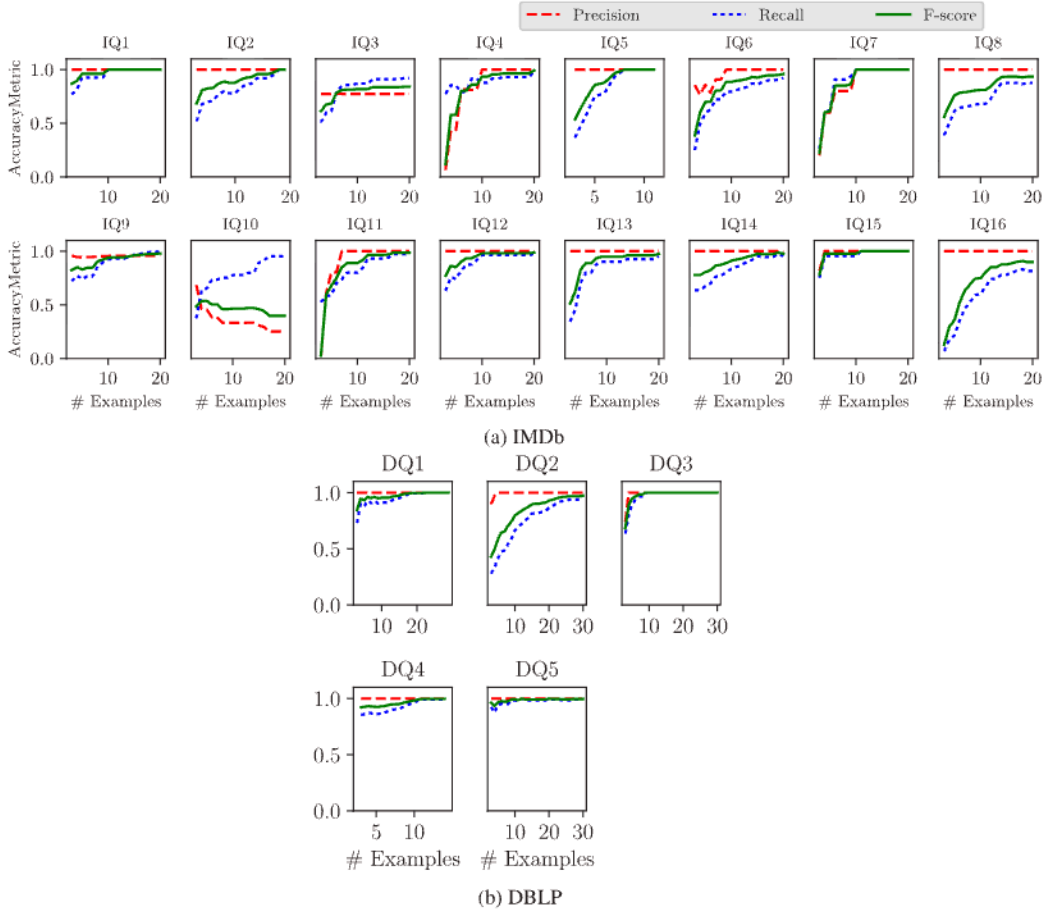 Precision Recall F-score
IQ1 IQ2 IQ3 IQ4 IQ5 IQ6 IQ7 IQ8
AccuracyMetric
1.0
0.5
0.0
10 20 10 20 10 20 10 20 5 10 10 20 10 20 10 20
IQ9 IQ10 IQ11 IQ12 IQ13 IQ14 IQ15 IQ16
AccuracyMetric
1.0
0.5
0.0
10 20 10 20 10 20 10 20 10 20 10 20 10 20 10 20
# Examples # Examples # Examples # Examples # Examples # Examples # Examples # Examples
(a) IMDb
DQ1 DQ2 DQ3
1.0
0.5
0.0
10 20 10 20 30 10 20 30
DQ4 DQ5
1.0
0.5
0.0
5 10 10 20 30
# Examples # Examples
(b) DBLP